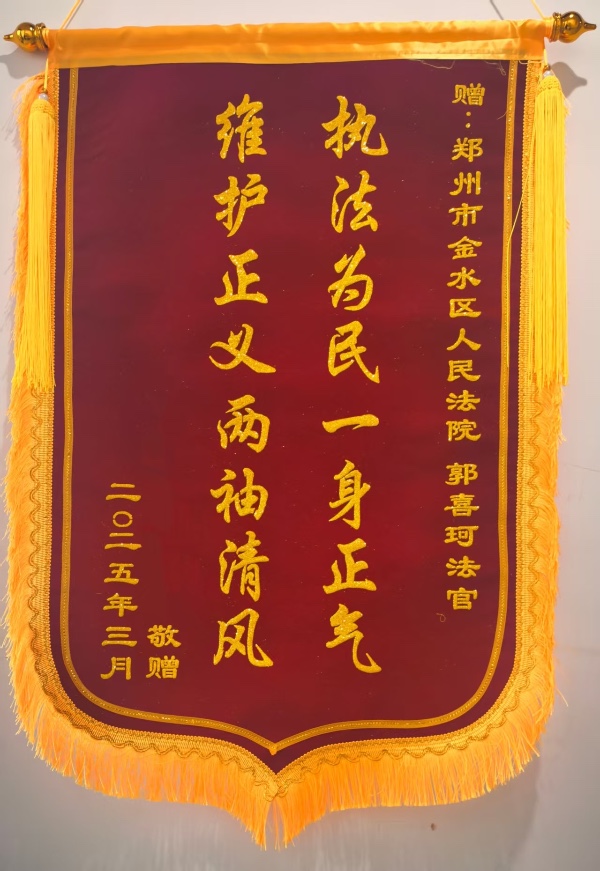 赠：郑州市金水区人民法院 郭喜珂法官
执法为民一身正气
维护正义两袖清风
敬赠
二〇二五年三月